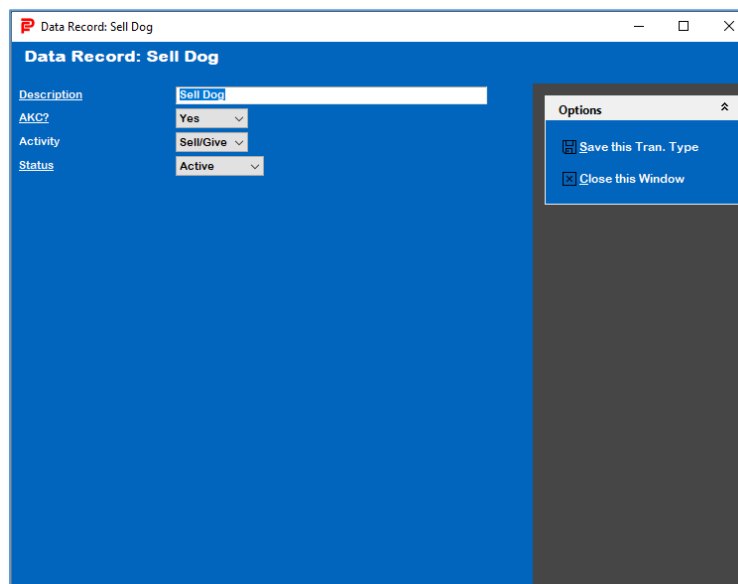 Data Record: Sell Dog
Data Record: Sell Dog
Description Sell Dog
AKC? Yes
Activity Sell/Give
Status Active
Options
Save this Tran. Type
Close this Window